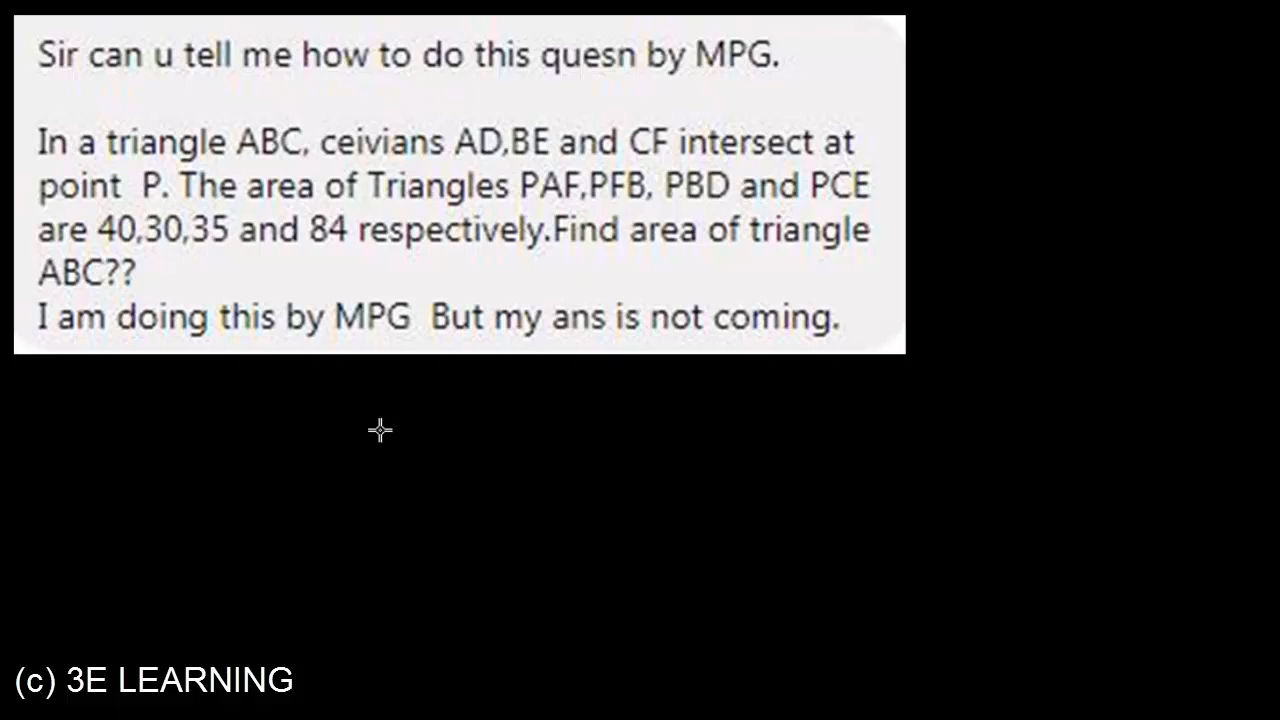 Sir can u tell me how to do this quesn by MPG.
In a triangle ABC, ceivians AD,BE and CF intersect at
point  P. The area of Triangles PAF,PFB, PBD and PCE
are 40,30,35 and 84 respectively.Find area of triangle
ABC??
I am doing this by MPG  But my ans is not coming.
(c) 3E LEARNING